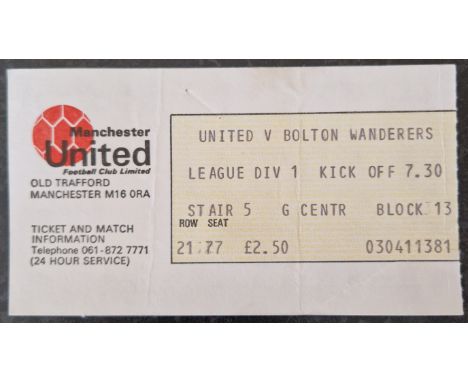 Manchester
United
Football Club Limited
OLD TRAFFORD
MANCHESTER M16 0RA
TICKET AND MATCH
INFORMATION
Telephone 061-872 7771
(24 HOUR SERVICE)
UNITED V BOLTON WANDERERS
LEAGUE DIV 1 KICK OFF 7.30
STAIR 5 G CENTR BLOCK 13
ROW SEAT
21 77 £2.50 030411381